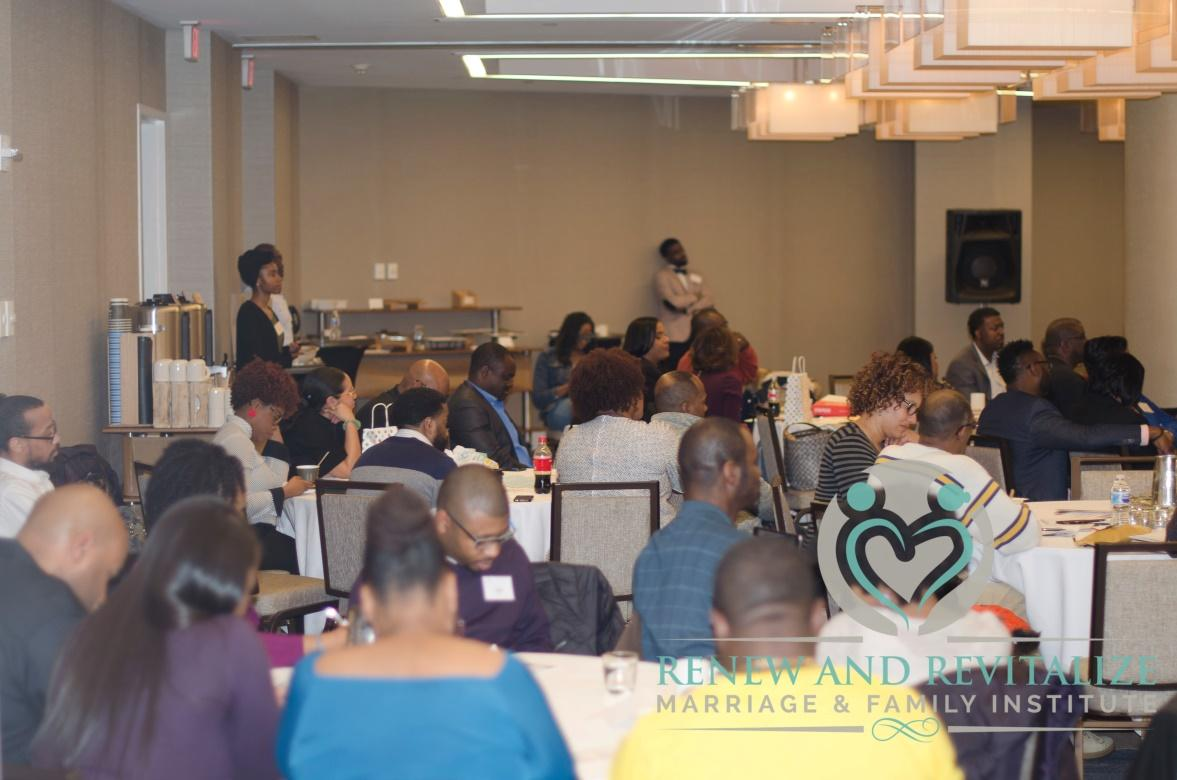 RENEW AND REVITALIZE
MARRIAGE & FAMILY INSTITUTE